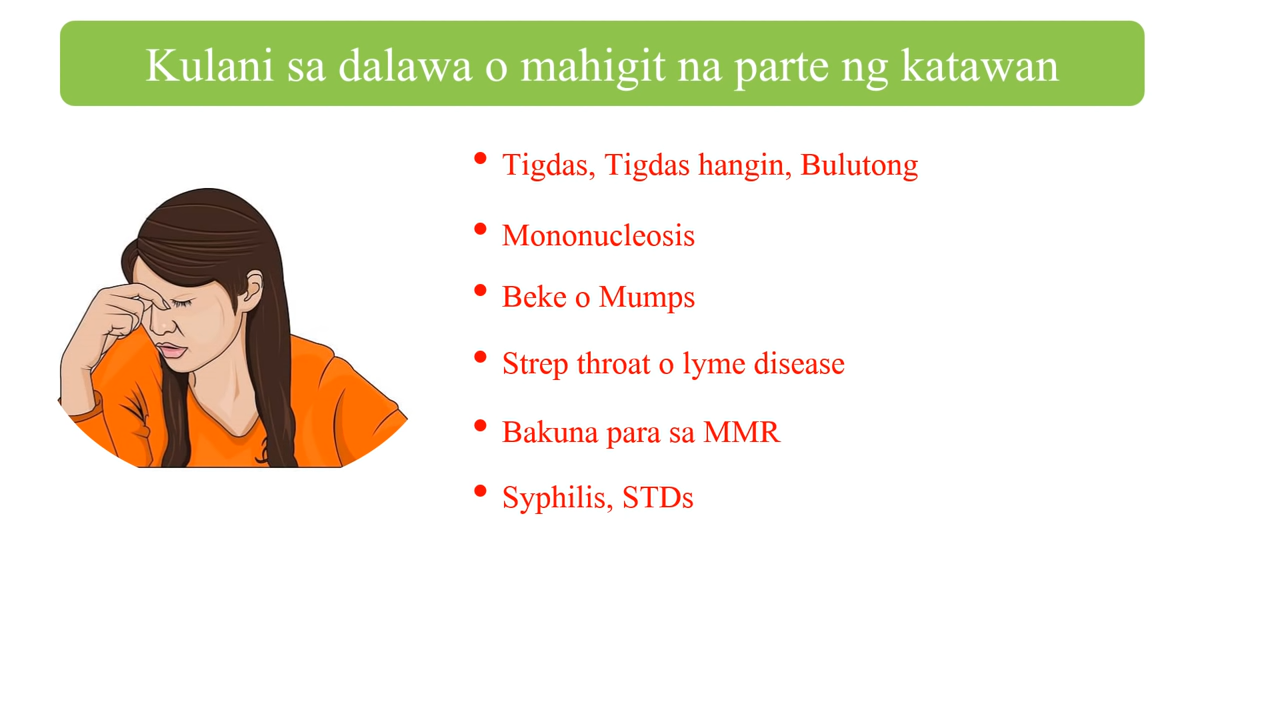 Kulani sa dalawa o mahigit na parte ng katawan
• Tigdas, Tigdas hangin, Bulutong
• Mononucleosis
• Beke o Mumps
• Strep throat o lyme disease
• Bakuna para sa MMR
• Syphilis, STDs